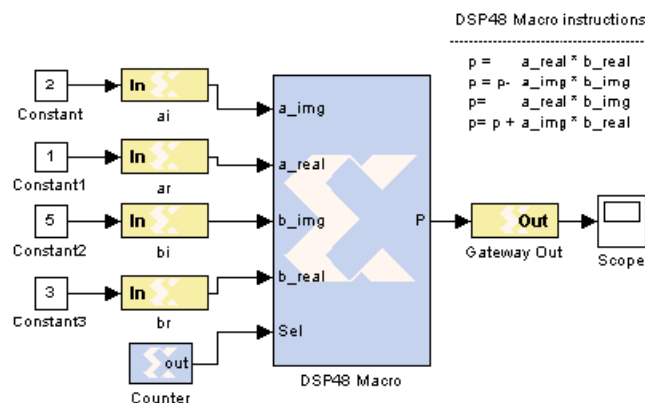 DSP48 Macro instructions
p = a_real * b_real
p = p- a_img * b_img
p= a_real * b_img
p= p + a_img * b_real
2
Constant
In
ai
a_img
1
Constant1
In
ar
a_real
5
Constant2
In
bi
b_img
3
Constant3
In
br
b_real
out
Counter
Sel
P
DSP48 Macro
Out
Gateway Out
Scope